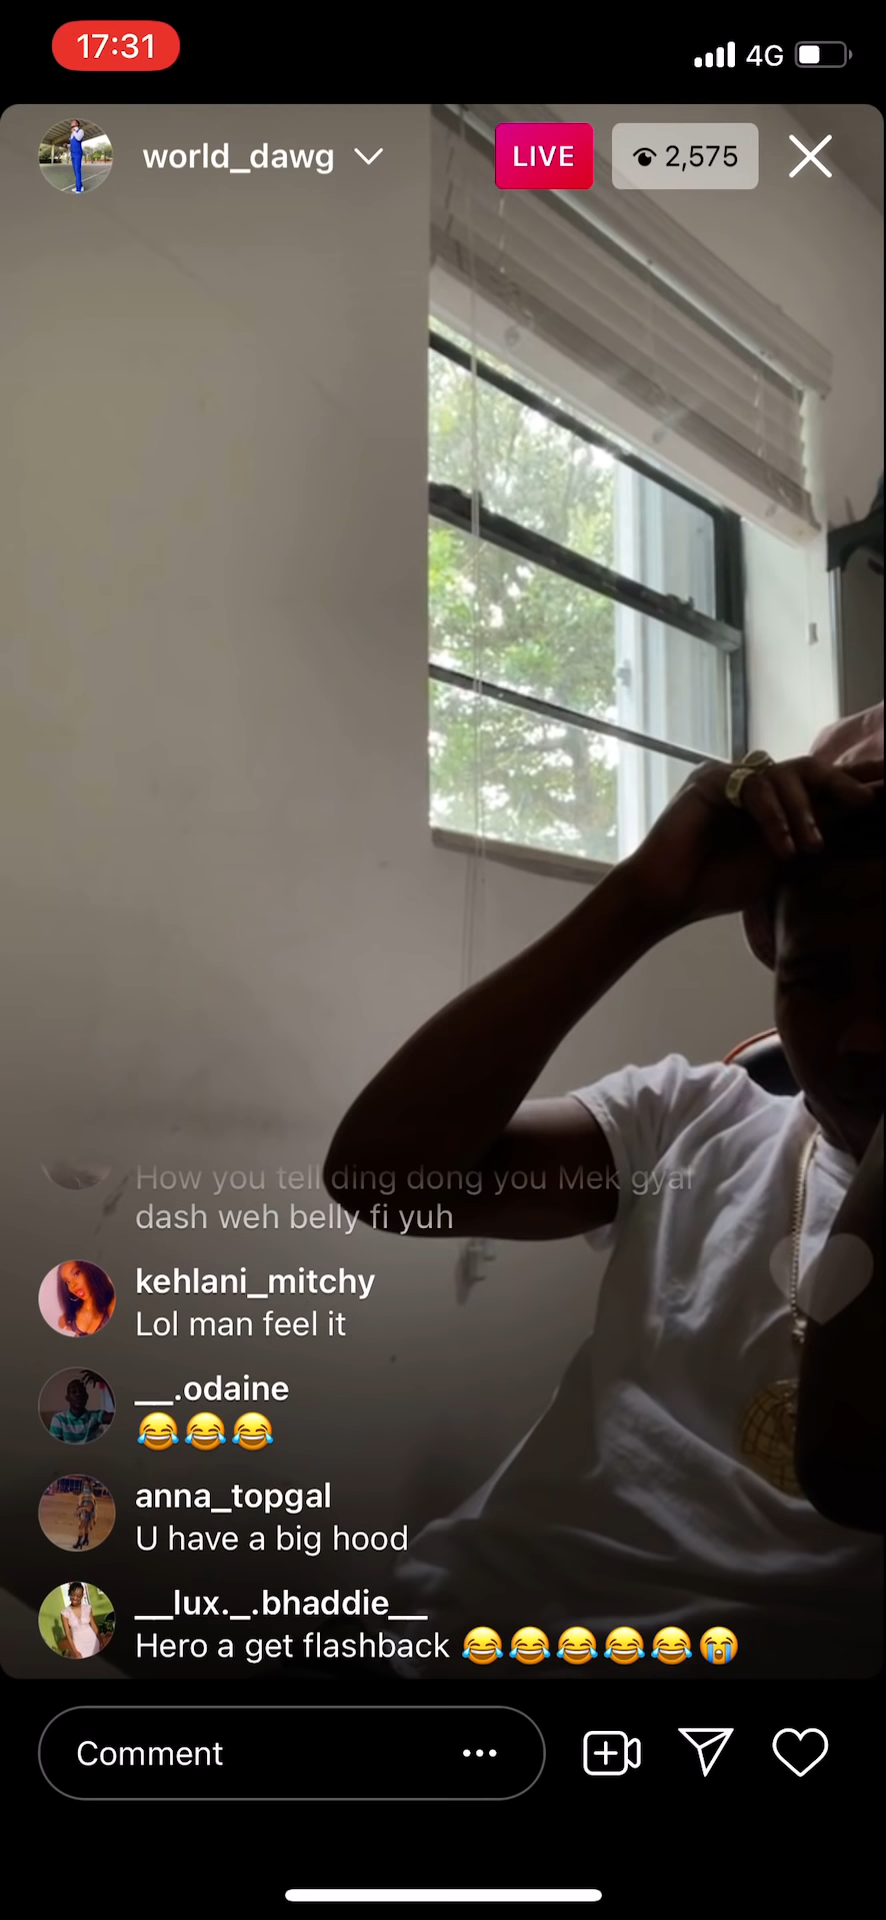 17:31
4G
world_dawg
LIVE
2,575
How you tell ding dong you Mek gyal
dash weh belly fi yuh
kehlani_mitchy
Lol man feel it
__.odaine
😂😂😂
anna_topgal
U have a big hood
__lux._.bhaddie__
Hero a get flashback 😂😂😂😂😂😭
Comment